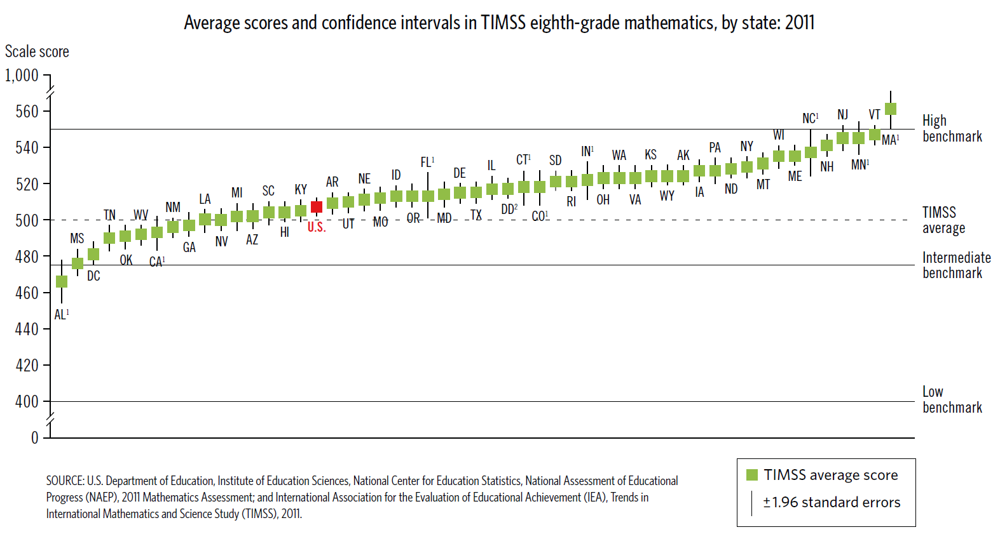 Average scores and confidence intervals in TIMSS eighth-grade mathematics, by state: 2011
Scale score
1,000
560
540
520
500
480
460
440
420
400
0
AL¹
MS
DC
TN
OK
WV
CA¹
NM
GA
LA
NV
MI
AZ
SC
HI
KY
U.S.
AR
UT
NE
MO
ID
OR
FL¹
MD
DE
TX
IL
DD²
CT¹
CO¹
SD
RI
IN¹
OH
WA
VA
KS
WY
AK
IA
PA
ND
NY
MT
WI
ME
NC¹
NH
NJ
MN¹
VT
MA¹
High
benchmark
TIMSS
average
Intermediate
benchmark
Low
benchmark
SOURCE: U.S. Department of Education, Institute of Education Sciences, National Center for Education Statistics, National Assessment of Educational
Progress (NAEP), 2011 Mathematics Assessment; and International Association for the Evaluation of Educational Achievement (IEA), Trends in
International Mathematics and Science Study (TIMSS), 2011.
TIMSS average score
±1.96 standard errors